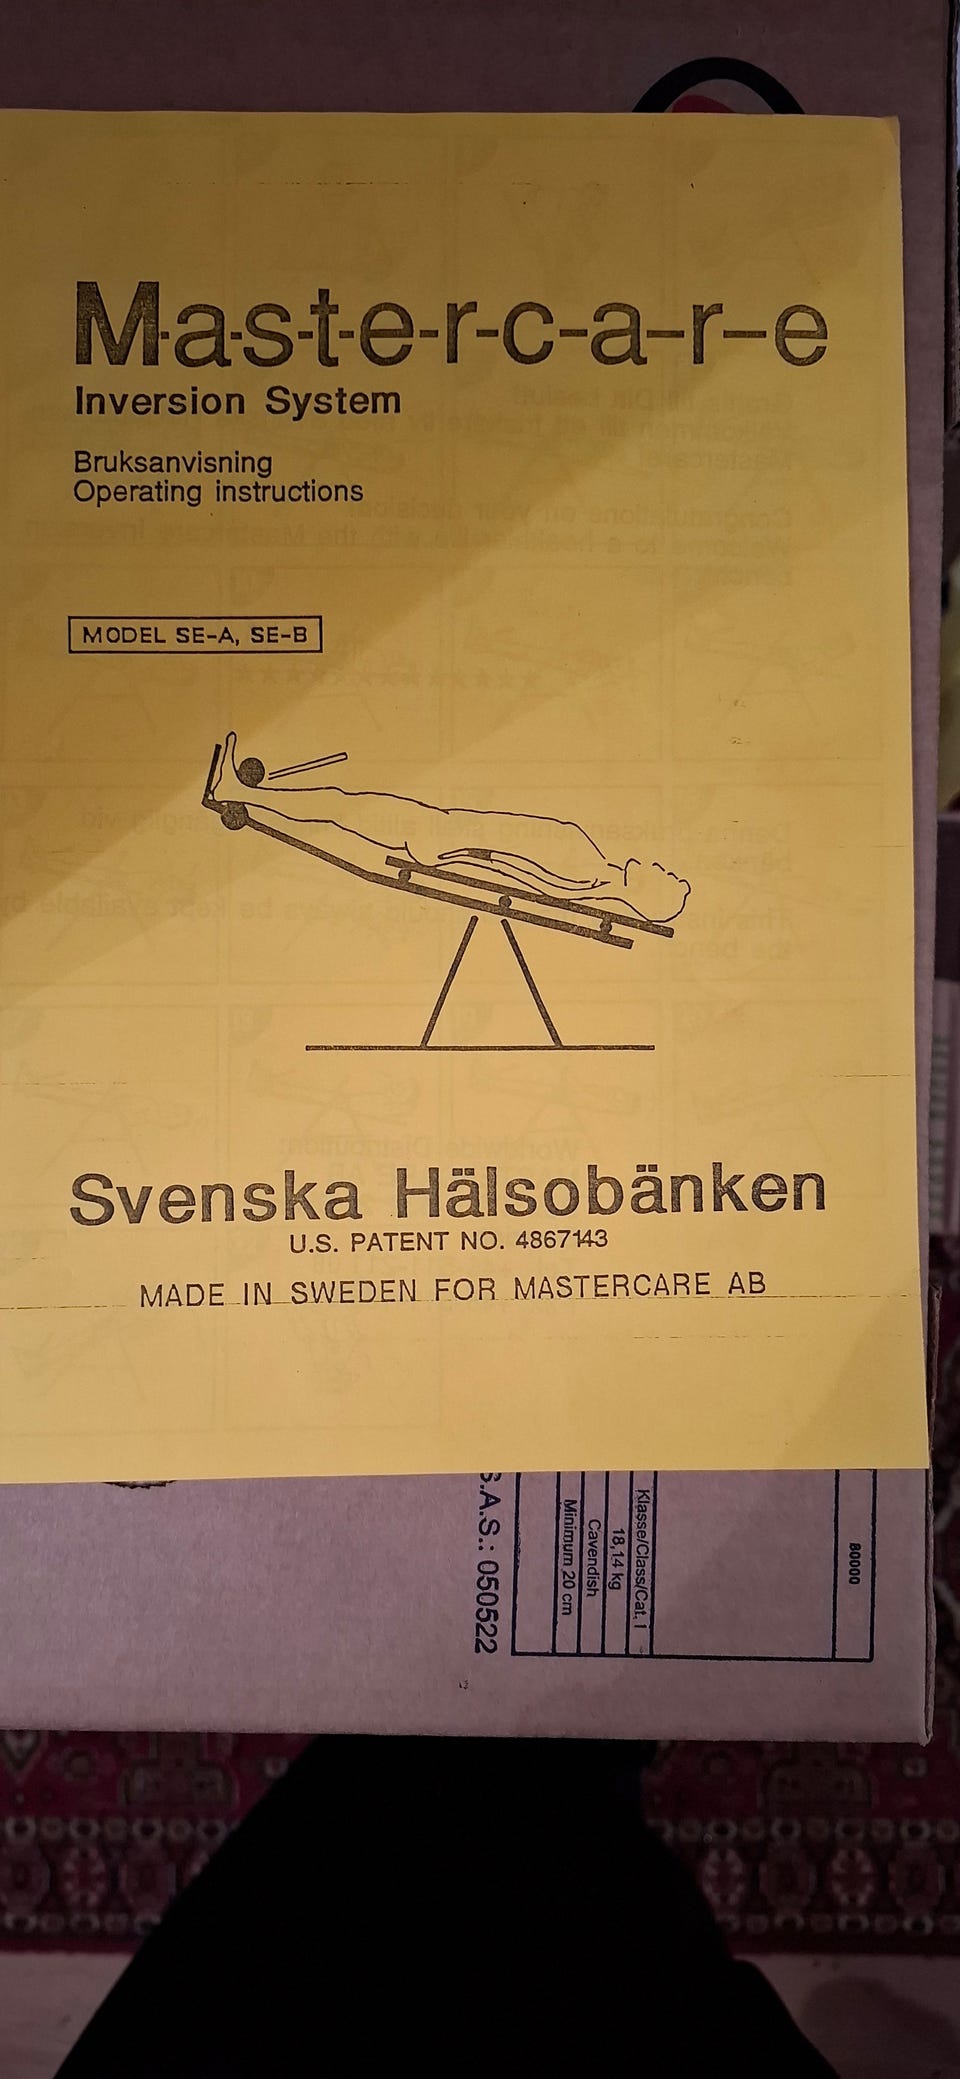 M-a-s-t-e-r-c-a-r-e
Inversion System
Bruksanvisning
Operating instructions
MODEL SE-A, SE-B
Svenska Hälsobänken
U.S. PATENT NO. 4867143
MADE IN SWEDEN FOR MASTERCARE AB
.A.S.: 050522
Minimum 20 cm
Cavendish
18,14 kg
Klasse/Class/Cat. I
80000